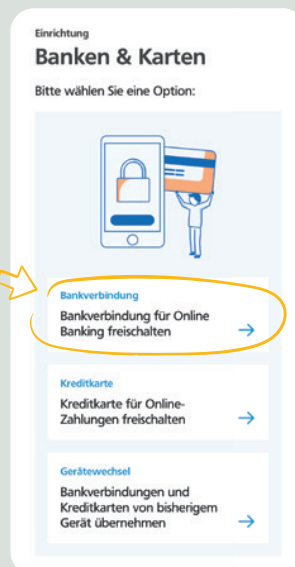 Einrichtung
Banken & Karten
Bitte wählen Sie eine Option:
Bankverbindung
Bankverbindung für Online
Banking freischalten
Kreditkarte
Kreditkarte für Online-
Zahlungen freischalten
Gerätewechsel
Bankverbindungen und
Kreditkarten von bisherigem
Gerät übernehmen